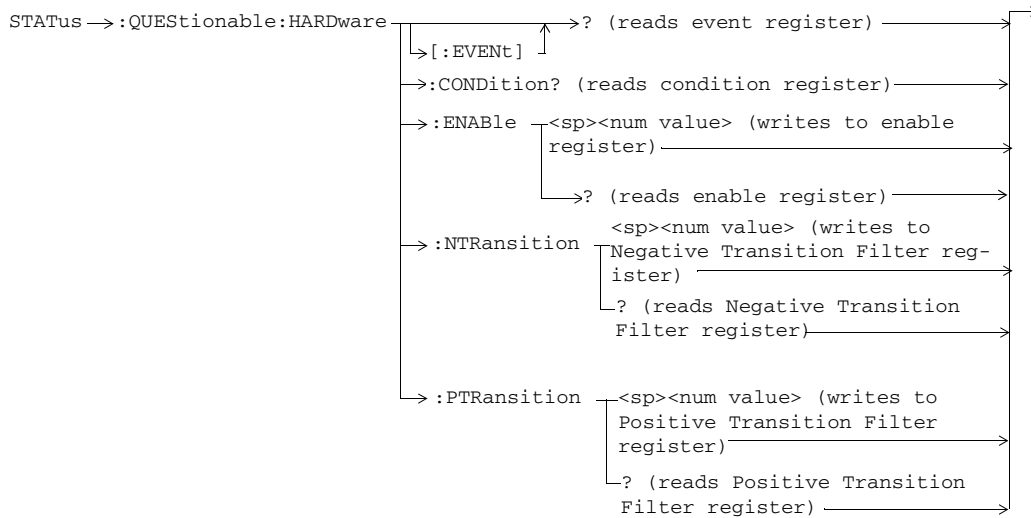 STATus :QUEStionable:HARDware ? (reads event register)
[:EVENt]
:CONDition? (reads condition register)
:ENABle <sp><num value> (writes to enable
register)
? (reads enable register)
<sp><num value> (writes to
:NTRansition Negative Transition Filter reg-
ister)
? (reads Negative Transition
Filter register)
:PTRansition <sp><num value> (writes to
Positive Transition Filter
register)
? (reads Positive Transition
Filter register)